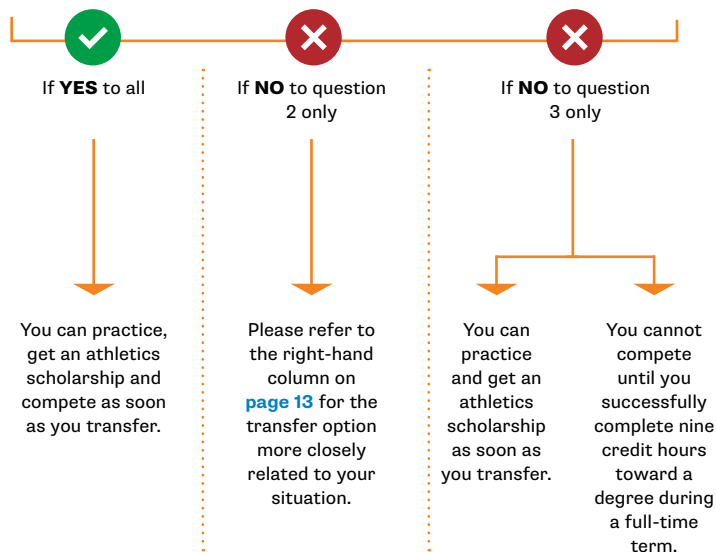 If YES to all
You can practice,
get an athletics
scholarship and
compete as soon
as you transfer.
If NO to question
2 only
Please refer to
the right-hand
column on
page 13 for the
transfer option
more closely
related to your
situation.
If NO to question
3 only
You can
practice
and get an
athletics
scholarship
as soon as
you transfer.
You cannot
compete
until you
successfully
complete nine
credit hours
toward a
degree during
a full-time
term.